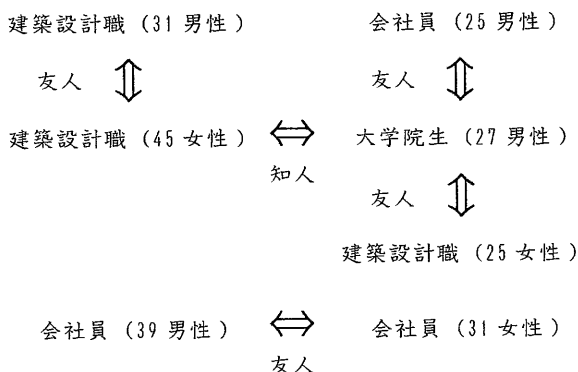 建築設計職（31 男性） 会社員（25 男性）
友人 友人
建築設計職（45 女性） 大学院生（27 男性）
知人
友人
建築設計職（25 女性）
会社員（39 男性） 会社員（31 女性）
友人